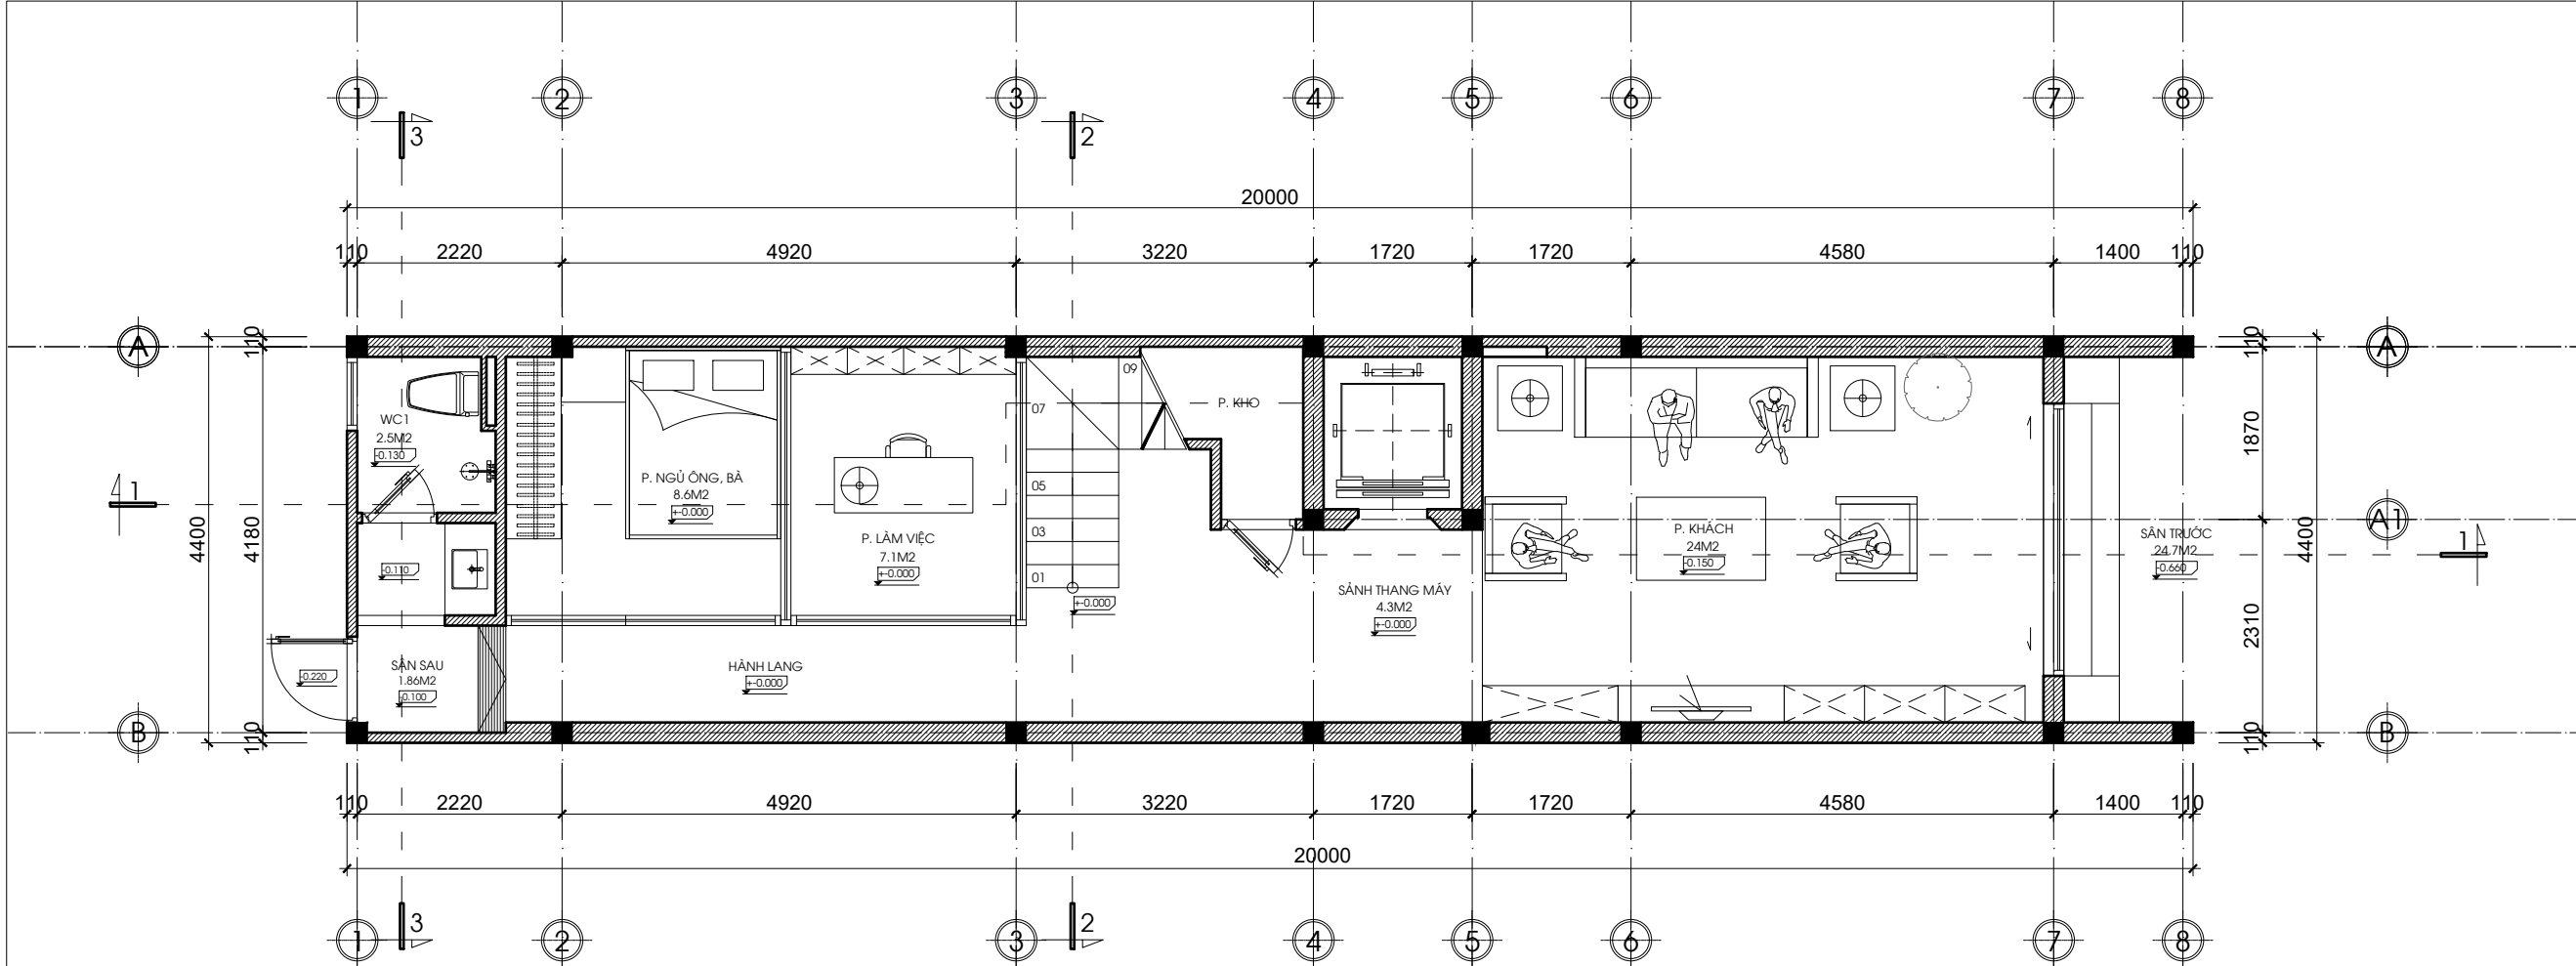 1 2 3 4 5 6 7 8
3 2
20000
110 2220 4920 3220 1720 1720 4580 1400 110
A 110 110 A
09
07
P. KHO
WC1
2.5M2
-0.130
1870
P. NGỦ ÔNG, BÀ
8.6M2
+-0.000
05
1
4400 4180
03
P. LÀM VIỆC
7.1M2
+-0.000
01
+-0.000
A1
P. KHÁCH
24M2
-0.150
SÂN TRƯỚC
24.7M2
-0.660
4400
1
-0.110
SẢNH THANG MÁY
4.3M2
+-0.000
2310
SÂN SAU
1.86M2
-0.100
-0.220
HÀNH LANG
+-0.000
B 110 110 B
110 2220 4920 3220 1720 1720 4580 1400 110
20000
3 2
1 2 3 4 5 6 7 8